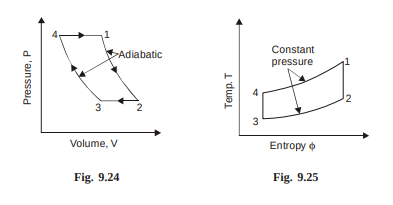 4
1
Adiabatic
3
2
Pressure, P
Volume, V
Fig. 9.24
Constant
pressure
1
4
2
3
Temp. T
Entropy ϕ
Fig. 9.25